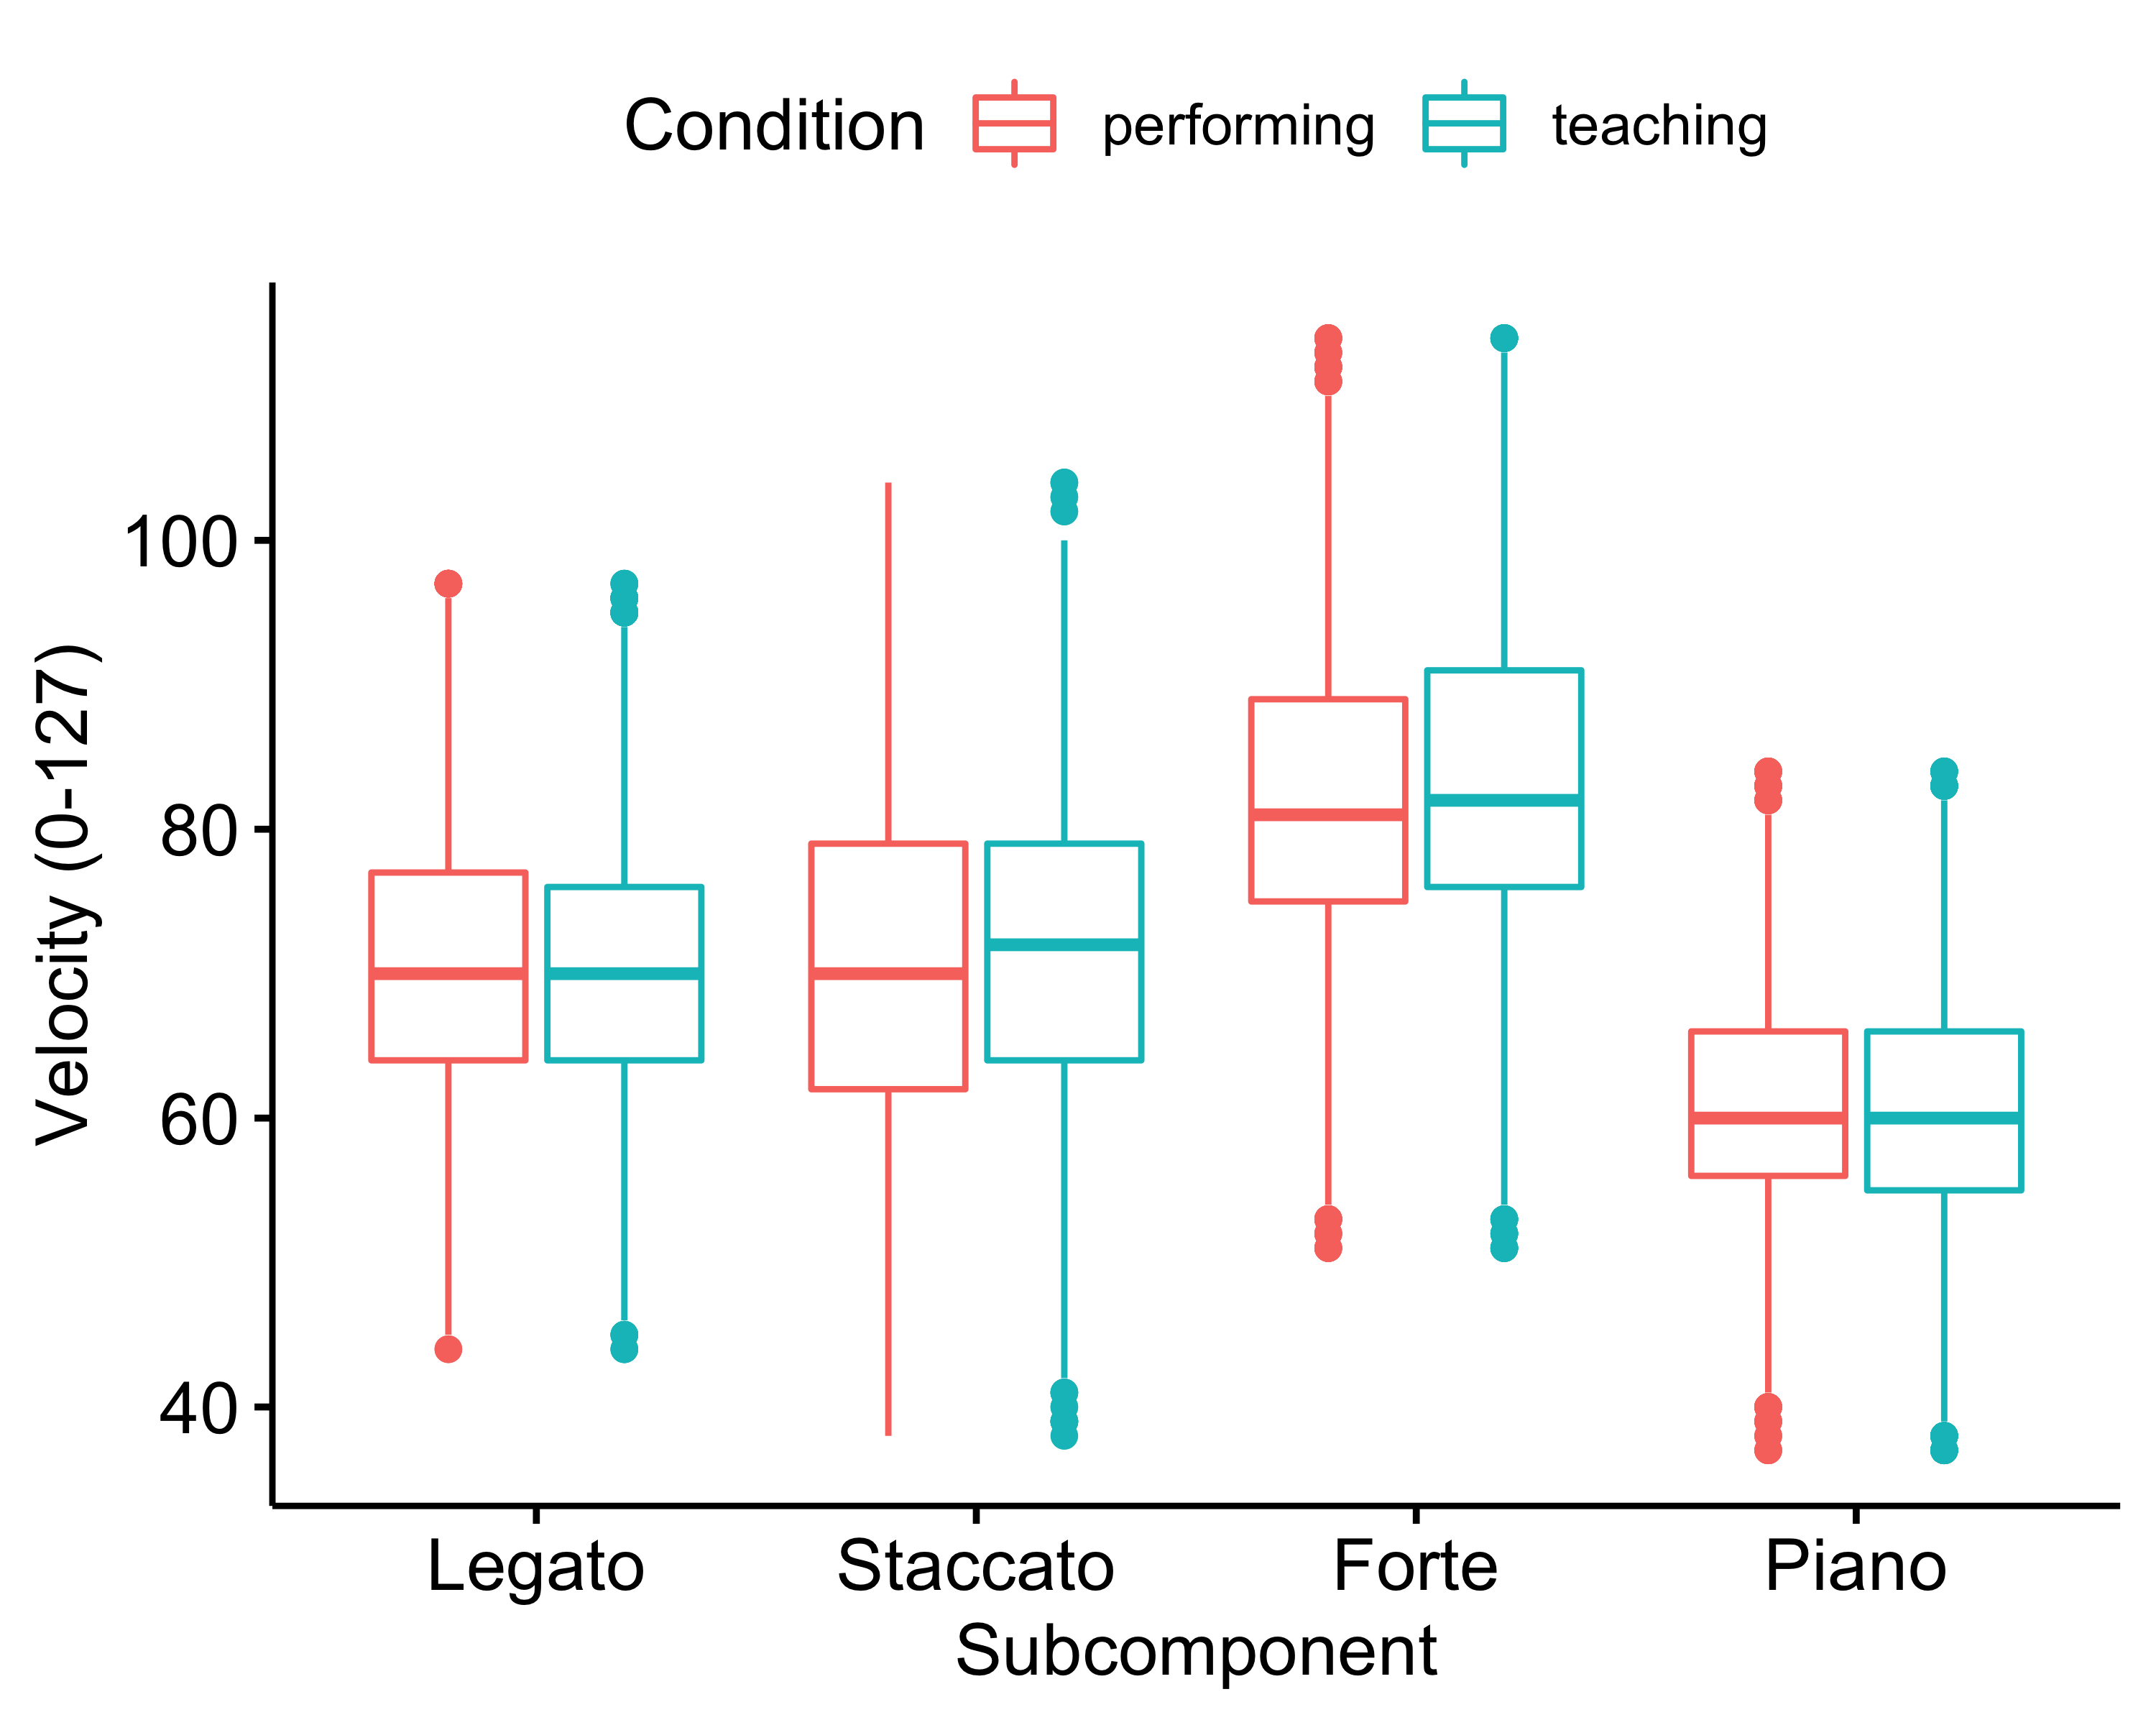 Condition performing teaching
Velocity (0-127)
100
80
60
40
Legato Staccato Forte Piano
Subcomponent